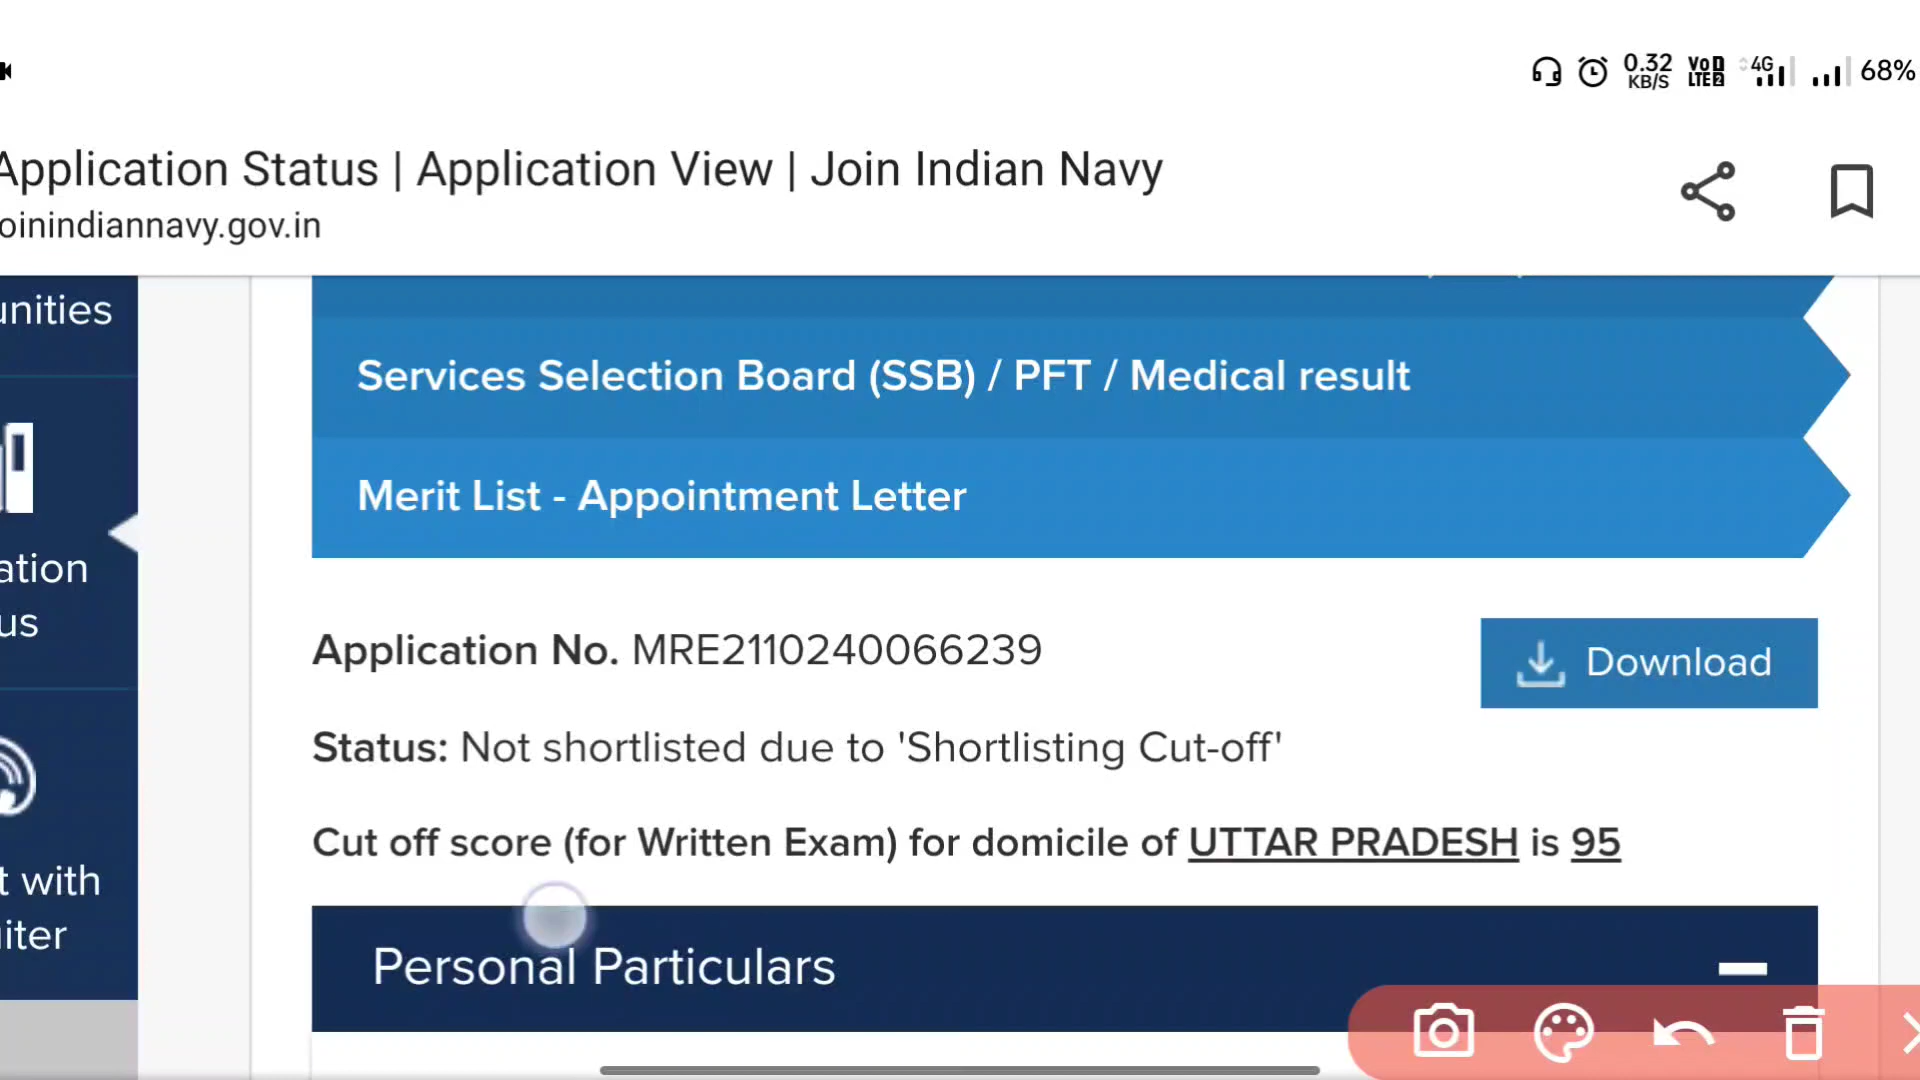 0.32
KB/S
VoD
LTE2
4G
68%
Application Status | Application View | Join Indian Navy
oinindiannavy.gov.in
unities
ation
us
t with
iter
Services Selection Board (SSB) / PFT / Medical result
Merit List - Appointment Letter
Application No. MRE2110240066239
Download
Status: Not shortlisted due to 'Shortlisting Cut-off'
Cut off score (for Written Exam) for domicile of UTTAR PRADESH is 95
Personal Particulars